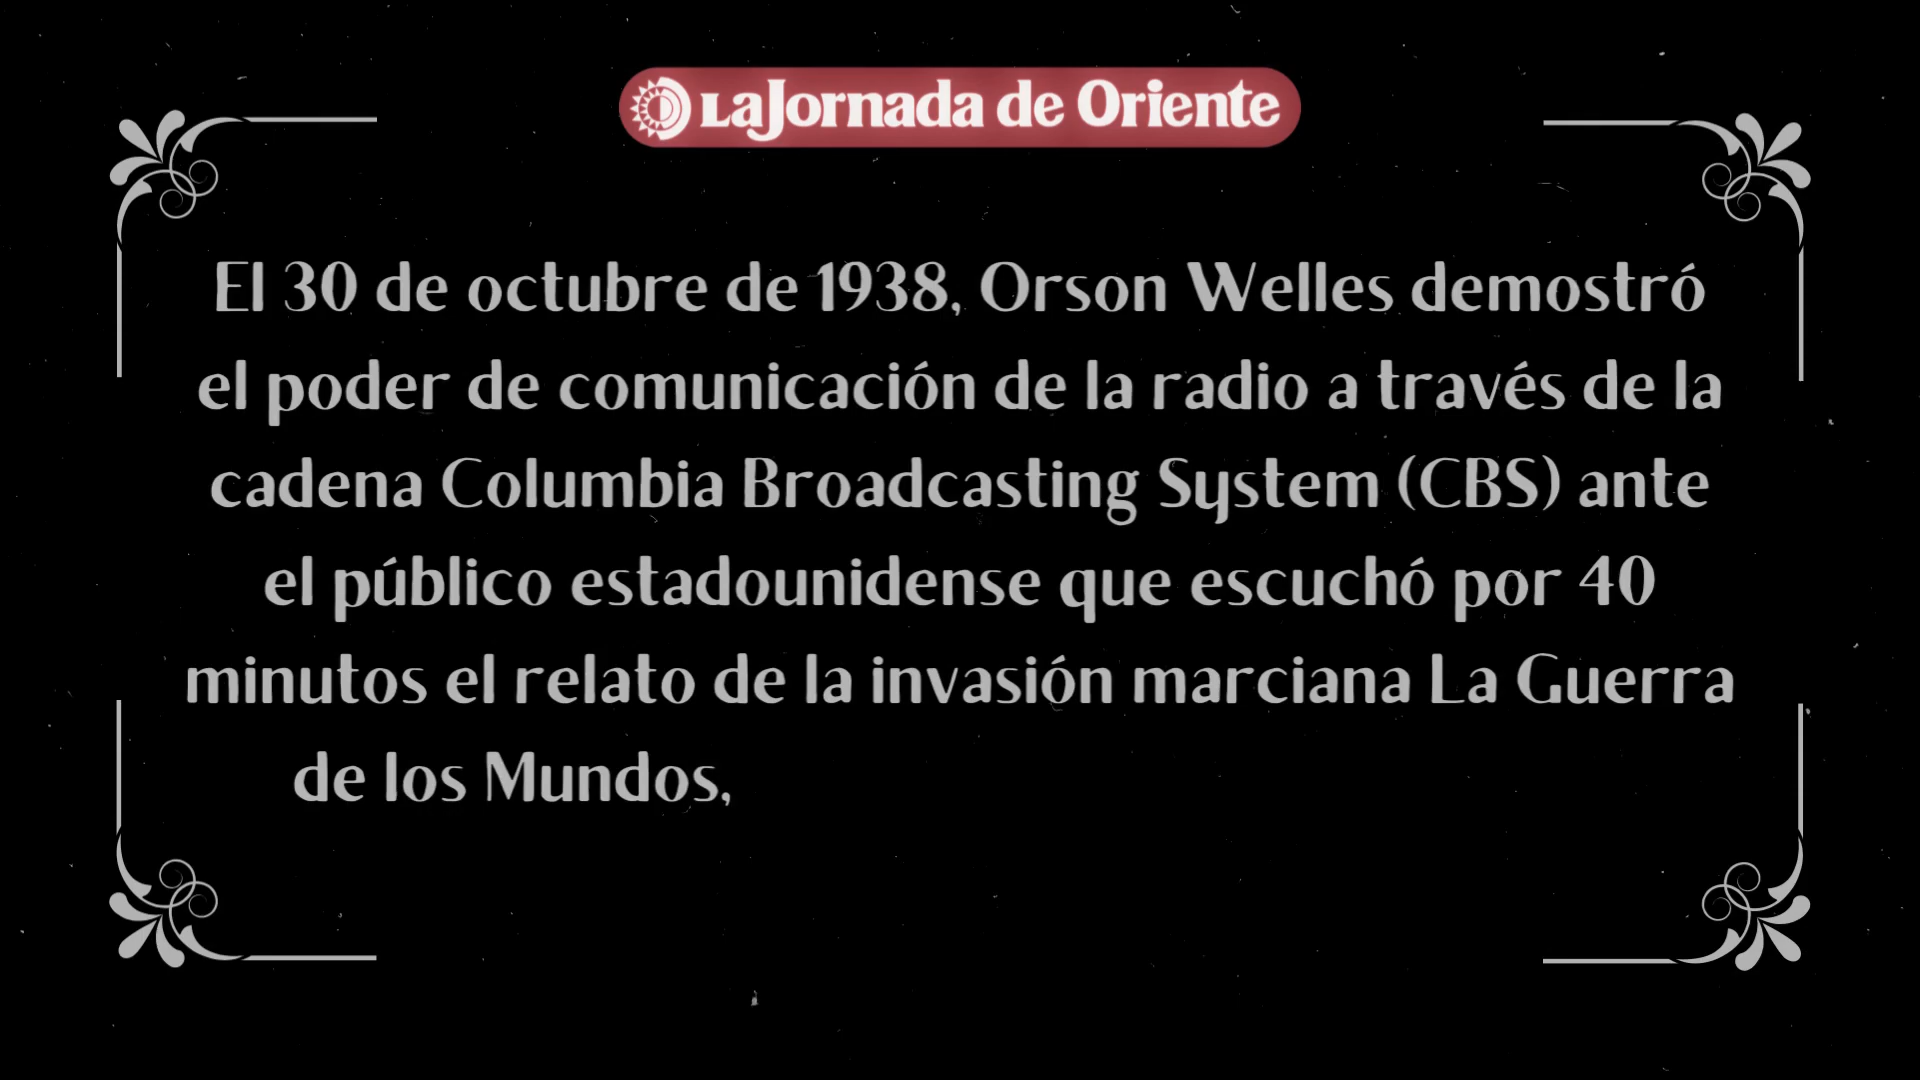 LaJornada de Oriente
El 30 de octubre de 1938, Orson Welles demostró
el poder de comunicación de la radio a través de la
cadena Columbia Broadcasting System (CBS) ante
el público estadounidense que escuchó por 40
minutos el relato de la invasión marciana La Guerra
de los Mundos,